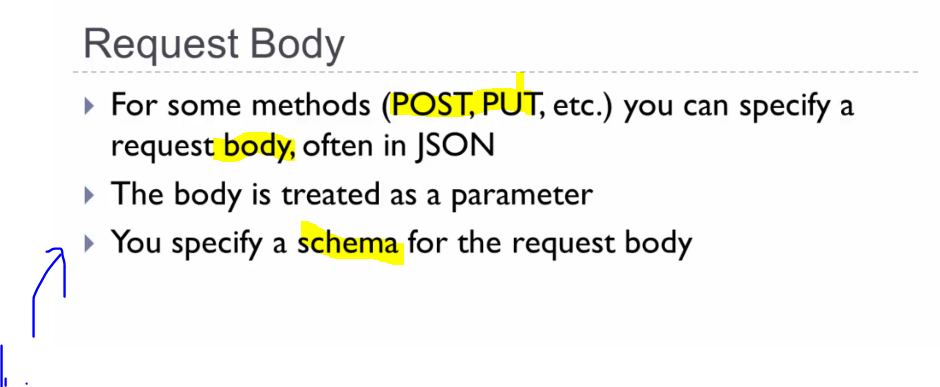 Request Body
For some methods (POST, PUT, etc.) you can specify a
request body, often in JSON
The body is treated as a parameter
You specify a schema for the request body